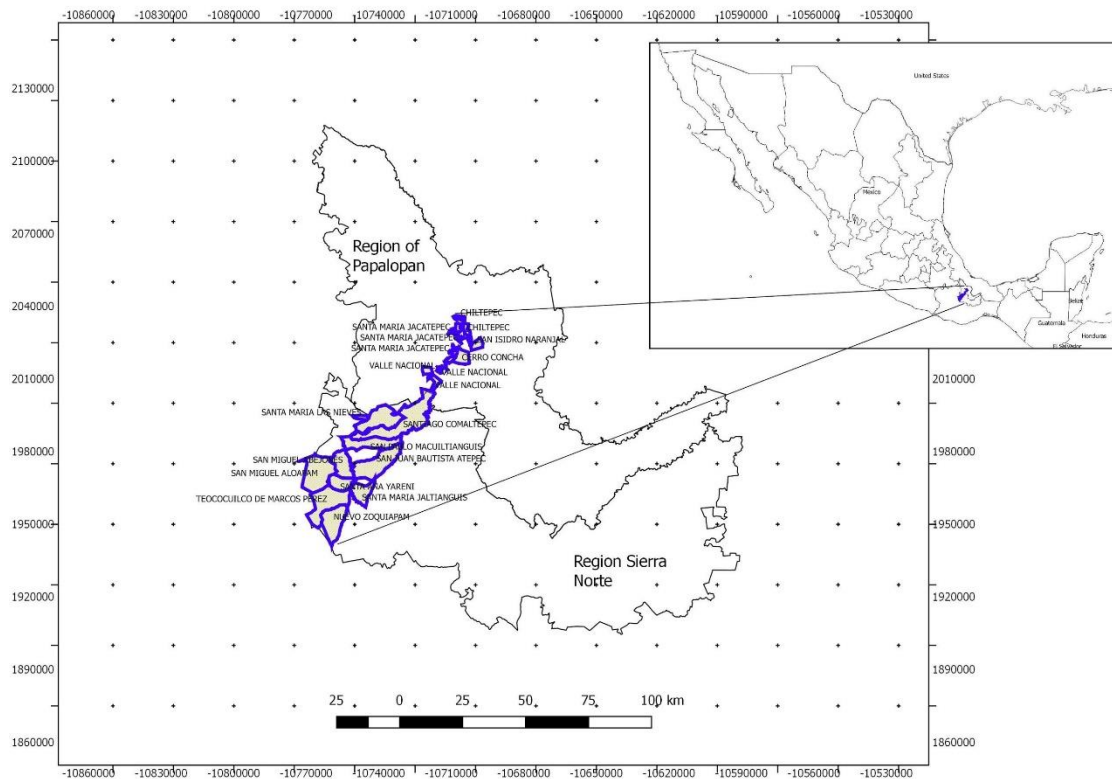 -10860000 -10830000 -10800000 -10770000 -10740000 -10710000 -10680000 -10650000 -10620000 -10590000 -10560000 -10530000
United States
México
Belize
Guatemala
Honduras
El Salvador
2130000
2100000
2070000
2040000
2010000
1980000
1950000
1920000
1890000
1860000
Region of
Papalopan
CHILTEPEC
SANTA MARIA JACATEPEC
CHILTEPEC
SANTA MARIA JACATEPEC
SAN ISIDRO NARANJAL
SANTA MARIA JACATEPEC
CERRO CONCHA
VALLE NACIONAL
VALLE NACIONAL
VALLE NACIONAL
SANTA MARIA LAS NIEVES
SANTIAGO COMALTEPEC
SAN PABLO MACUILTIANGUIS
SAN MIGUEL ABEJONES
SAN JUAN BAUTISTA ATEPEC
SAN MIGUEL ALOAPAM
SANTA ANA YARENI
TEOCOCUILCO DE MARCOS PEREZ
SANTA MARIA JALTIANGUIS
NUEVO ZOQUIAPAM
Region Sierra
Norte
2010000
1980000
1950000
1920000
1890000
1860000
25 0 25 50 75 100 km
-10860000 -10830000 -10800000 -10770000 -10740000 -10710000 -10680000 -10650000 -10620000 -10590000 -10560000 -10530000